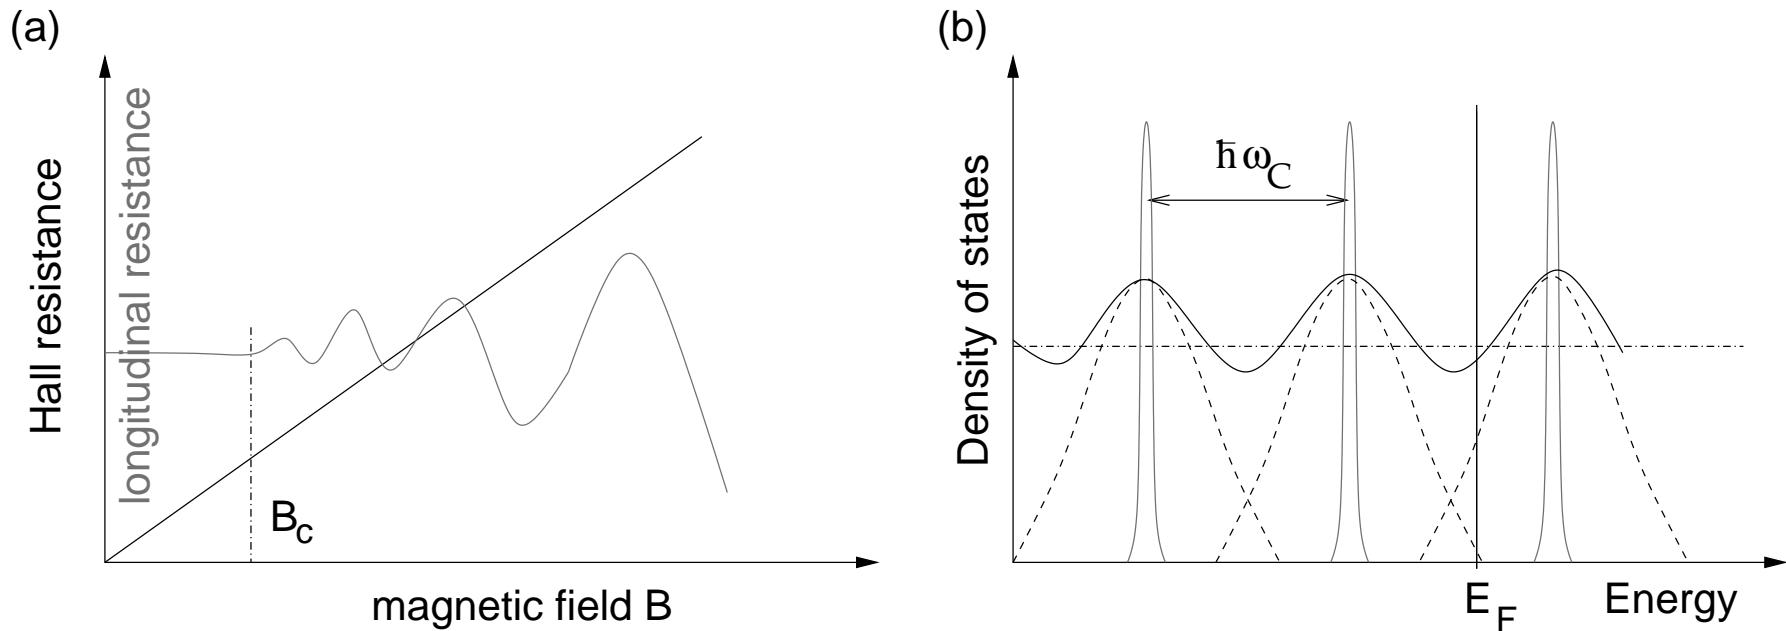 (a)
Hall resistance
longitudinal resistance
B_c
magnetic field B
(b)
Density of states
ħω_C
E_F
Energy